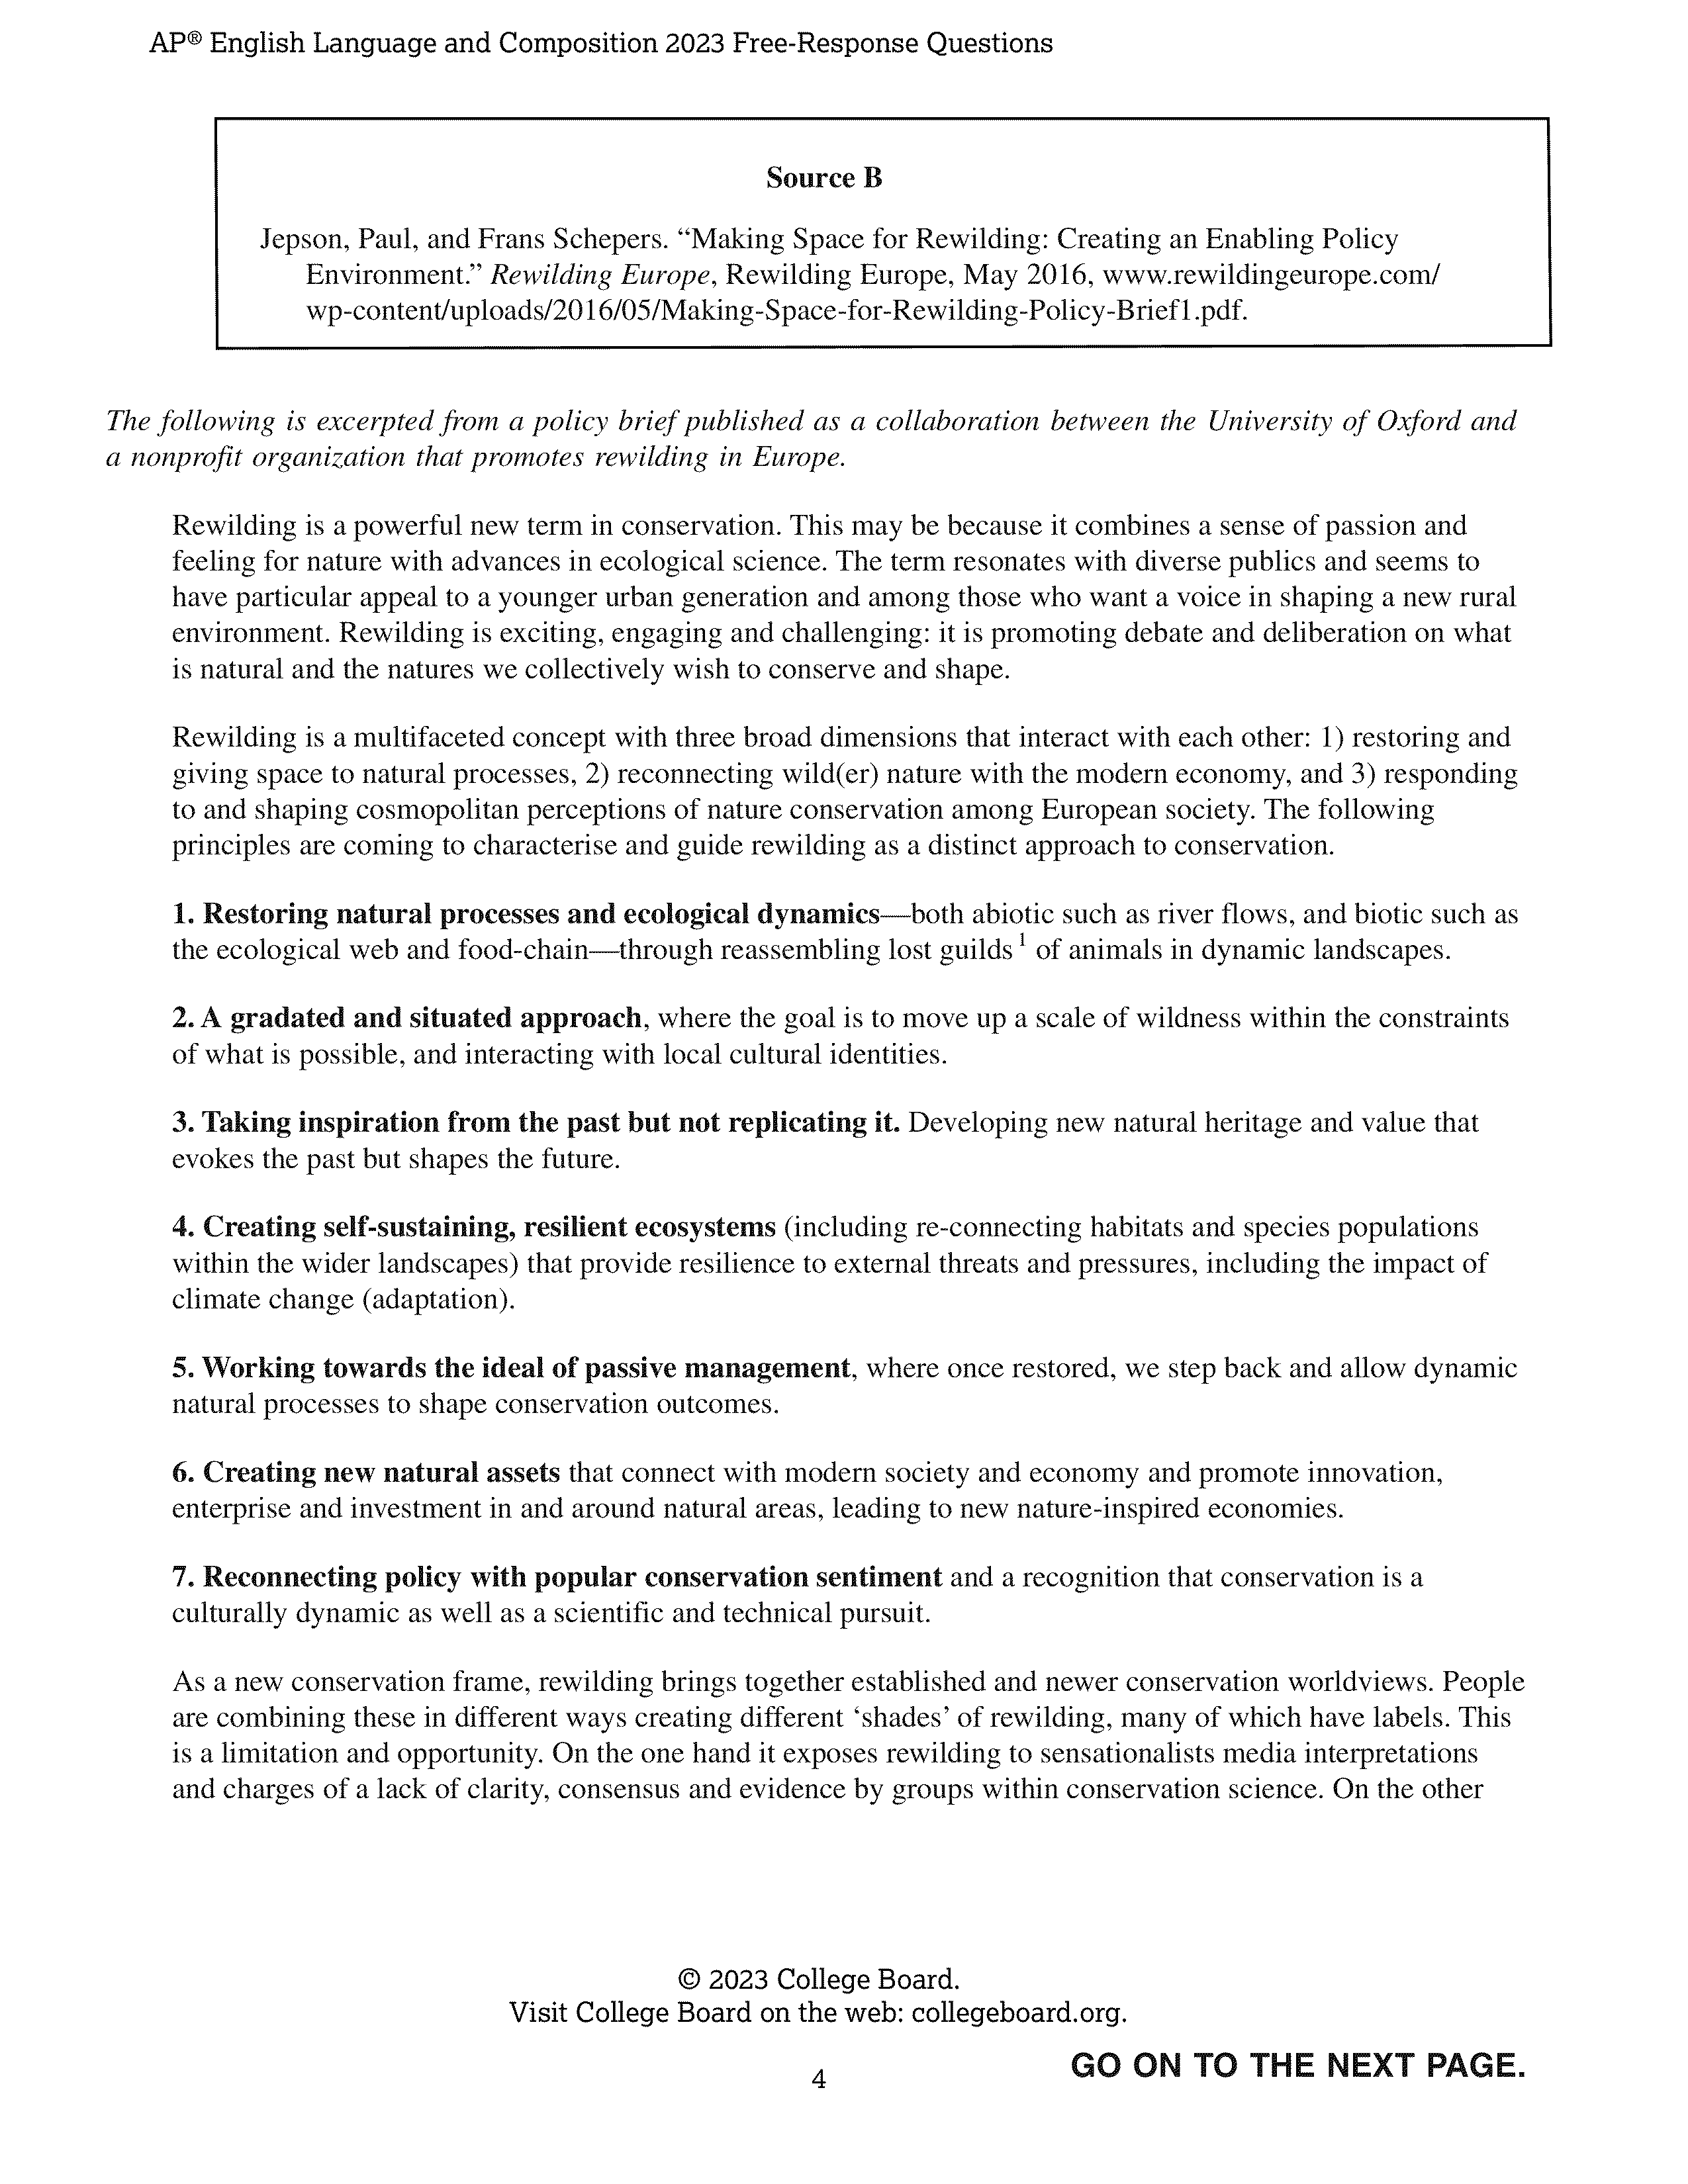 AP® English Language and Composition 2023 Free-Response Questions
Source B
Jepson, Paul, and Frans Schepers. “Making Space for Rewilding: Creating an Enabling Policy
Environment.” Rewilding Europe, Rewilding Europe, May 2016, www.rewildingeurope.com/
wp-content/uploads/2016/05/Making-Space-for-Rewilding-Policy-Brief1.pdf.
The following is excerpted from a policy brief published as a collaboration between the University of Oxford and
a nonprofit organization that promotes rewilding in Europe.
Rewilding is a powerful new term in conservation. This may be because it combines a sense of passion and
feeling for nature with advances in ecological science. The term resonates with diverse publics and seems to
have particular appeal to a younger urban generation and among those who want a voice in shaping a new rural
environment. Rewilding is exciting, engaging and challenging: it is promoting debate and deliberation on what
is natural and the natures we collectively wish to conserve and shape.
Rewilding is a multifaceted concept with three broad dimensions that interact with each other: 1) restoring and
giving space to natural processes, 2) reconnecting wild(er) nature with the modern economy, and 3) responding
to and shaping cosmopolitan perceptions of nature conservation among European society. The following
principles are coming to characterise and guide rewilding as a distinct approach to conservation.
1. Restoring natural processes and ecological dynamics—both abiotic such as river flows, and biotic such as
the ecological web and food-chain—through reassembling lost guilds 1 of animals in dynamic landscapes.
2. A gradated and situated approach, where the goal is to move up a scale of wildness within the constraints
of what is possible, and interacting with local cultural identities.
3. Taking inspiration from the past but not replicating it. Developing new natural heritage and value that
evokes the past but shapes the future.
4. Creating self-sustaining, resilient ecosystems (including re-connecting habitats and species populations
within the wider landscapes) that provide resilience to external threats and pressures, including the impact of
climate change (adaptation).
5. Working towards the ideal of passive management, where once restored, we step back and allow dynamic
natural processes to shape conservation outcomes.
6. Creating new natural assets that connect with modern society and economy and promote innovation,
enterprise and investment in and around natural areas, leading to new nature-inspired economies.
7. Reconnecting policy with popular conservation sentiment and a recognition that conservation is a
culturally dynamic as well as a scientific and technical pursuit.
As a new conservation frame, rewilding brings together established and newer conservation worldviews. People
are combining these in different ways creating different ‘shades’ of rewilding, many of which have labels. This
is a limitation and opportunity. On the one hand it exposes rewilding to sensationalists media interpretations
and charges of a lack of clarity, consensus and evidence by groups within conservation science. On the other
© 2023 College Board.
Visit College Board on the web: collegeboard.org.
GO ON TO THE NEXT PAGE.
4